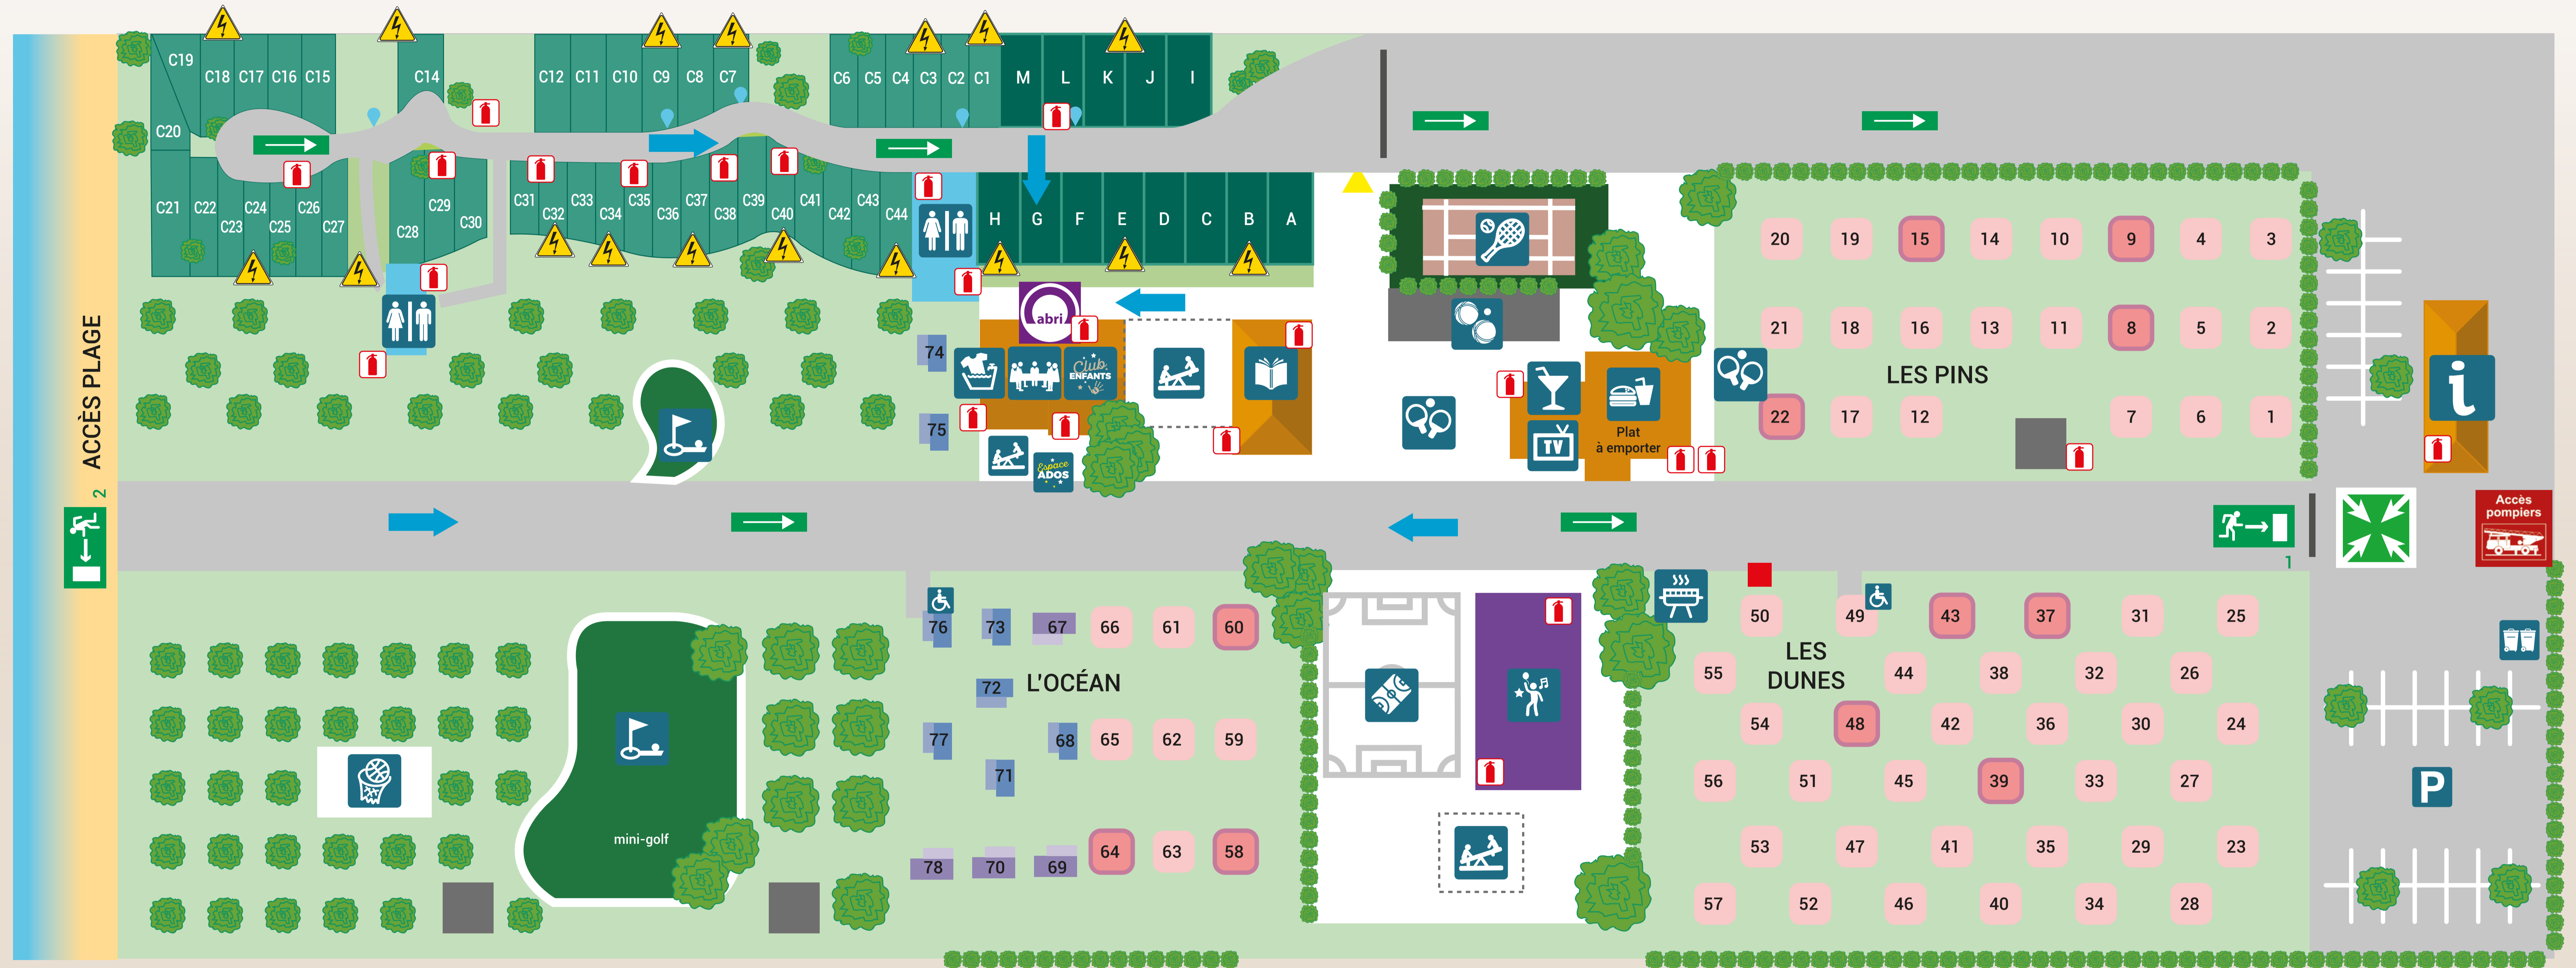 C19
C18 C17 C16 C15
C14
C12 C11 C10 C9 C8 C7
C6 C5 C4 C3 C2 C1
M L K J I
C20
C21 C22 C23 C24 C25 C26 C27
C28 C29 C30
C31 C32 C33 C34 C35 C36 C37 C38 C39 C40 C41 C42 C43 C44
H G F E D C B A
abri
Club
ENFANTS
Espace
ADOS
74
75
TV
Plat
à emporter
20 19 15 14 10 9 4 3
21 18 16 13 11 8 5 2
LES PINS
22 17 12 7 6 1
i
ACCÈS PLAGE
2
1
Accès
pompiers
76 73 67 66 61 60
72
L'OCÉAN
77 68 65 62 59
71
78 70 69 64 63 58
mini-golf
50 49 43 37 31 25
LES
DUNES
55 44 38 32 26
54 48 42 36 30 24
56 51 45 39 33 27
53 47 41 35 29 23
57 52 46 40 34 28
P